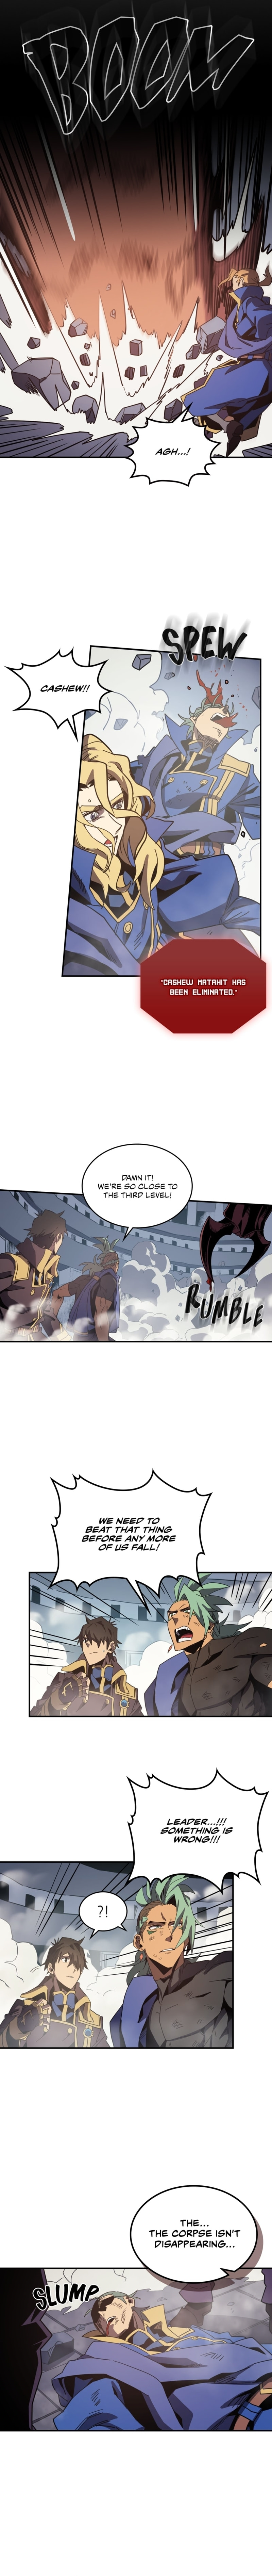 BOOM
AGH...!
SPEW
CASHEW!!
"CASHEW MATAHIT HAS
BEEN ELIMINATED."
DAMN IT!
WE'RE SO CLOSE TO
THE THIRD LEVEL!
RUMBLE
WE NEED TO
BEAT THAT THING
BEFORE ANY MORE
OF US FALL!
LEADER...!!!
SOMETHING IS
WRONG!!!
?!
THE...
THE CORPSE ISN'T
DISAPPEARING...
SLUMP